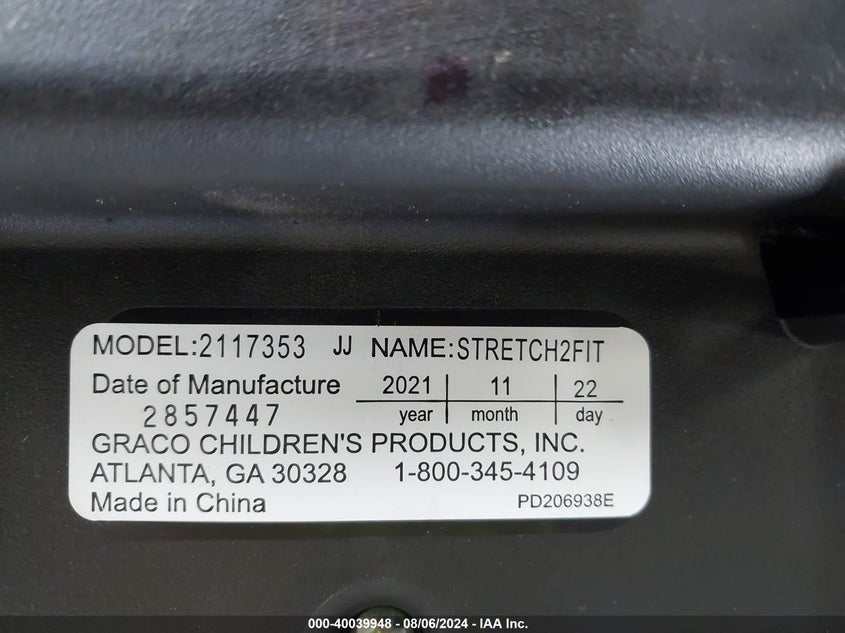 MODEL:2117353 JJ NAME:STRETCH2FIT
Date of Manufacture 2021 11 22
2857447 year month day
GRACO CHILDREN'S PRODUCTS, INC.
ATLANTA, GA 30328 1-800-345-4109
Made in China PD206938E
000-40039948 - 08/06/2024 - IAA Inc.